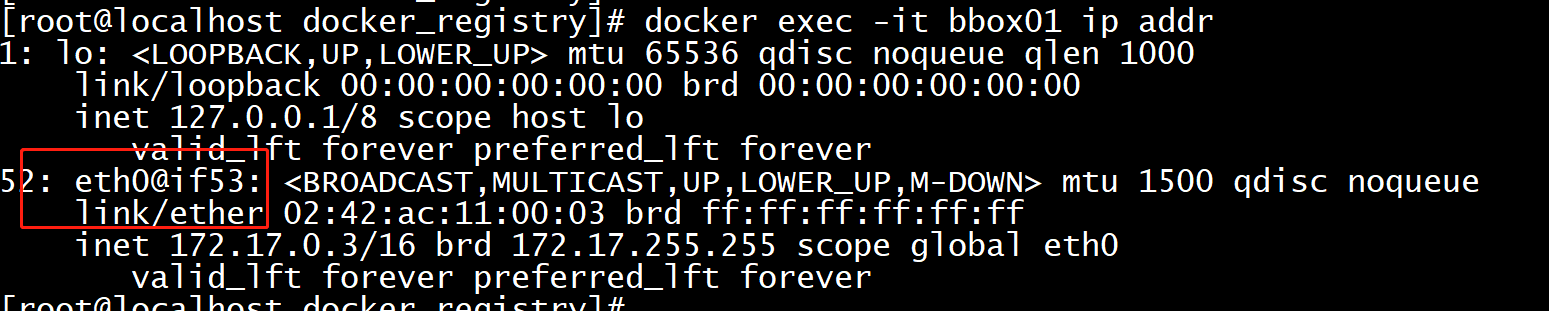 [root@localhost docker_registry]# docker exec -it bbox01 ip addr
1: lo: <LOOPBACK,UP,LOWER_UP> mtu 65536 qdisc noqueue qlen 1000
    link/loopback 00:00:00:00:00:00 brd 00:00:00:00:00:00
    inet 127.0.0.1/8 scope host lo
       valid_lft forever preferred_lft forever
52: eth0@if53: <BROADCAST,MULTICAST,UP,LOWER_UP,M-DOWN> mtu 1500 qdisc noqueue
    link/ether 02:42:ac:11:00:03 brd ff:ff:ff:ff:ff:ff
    inet 172.17.0.3/16 brd 172.17.255.255 scope global eth0
       valid_lft forever preferred_lft forever
[root@localhost docker_registry]#